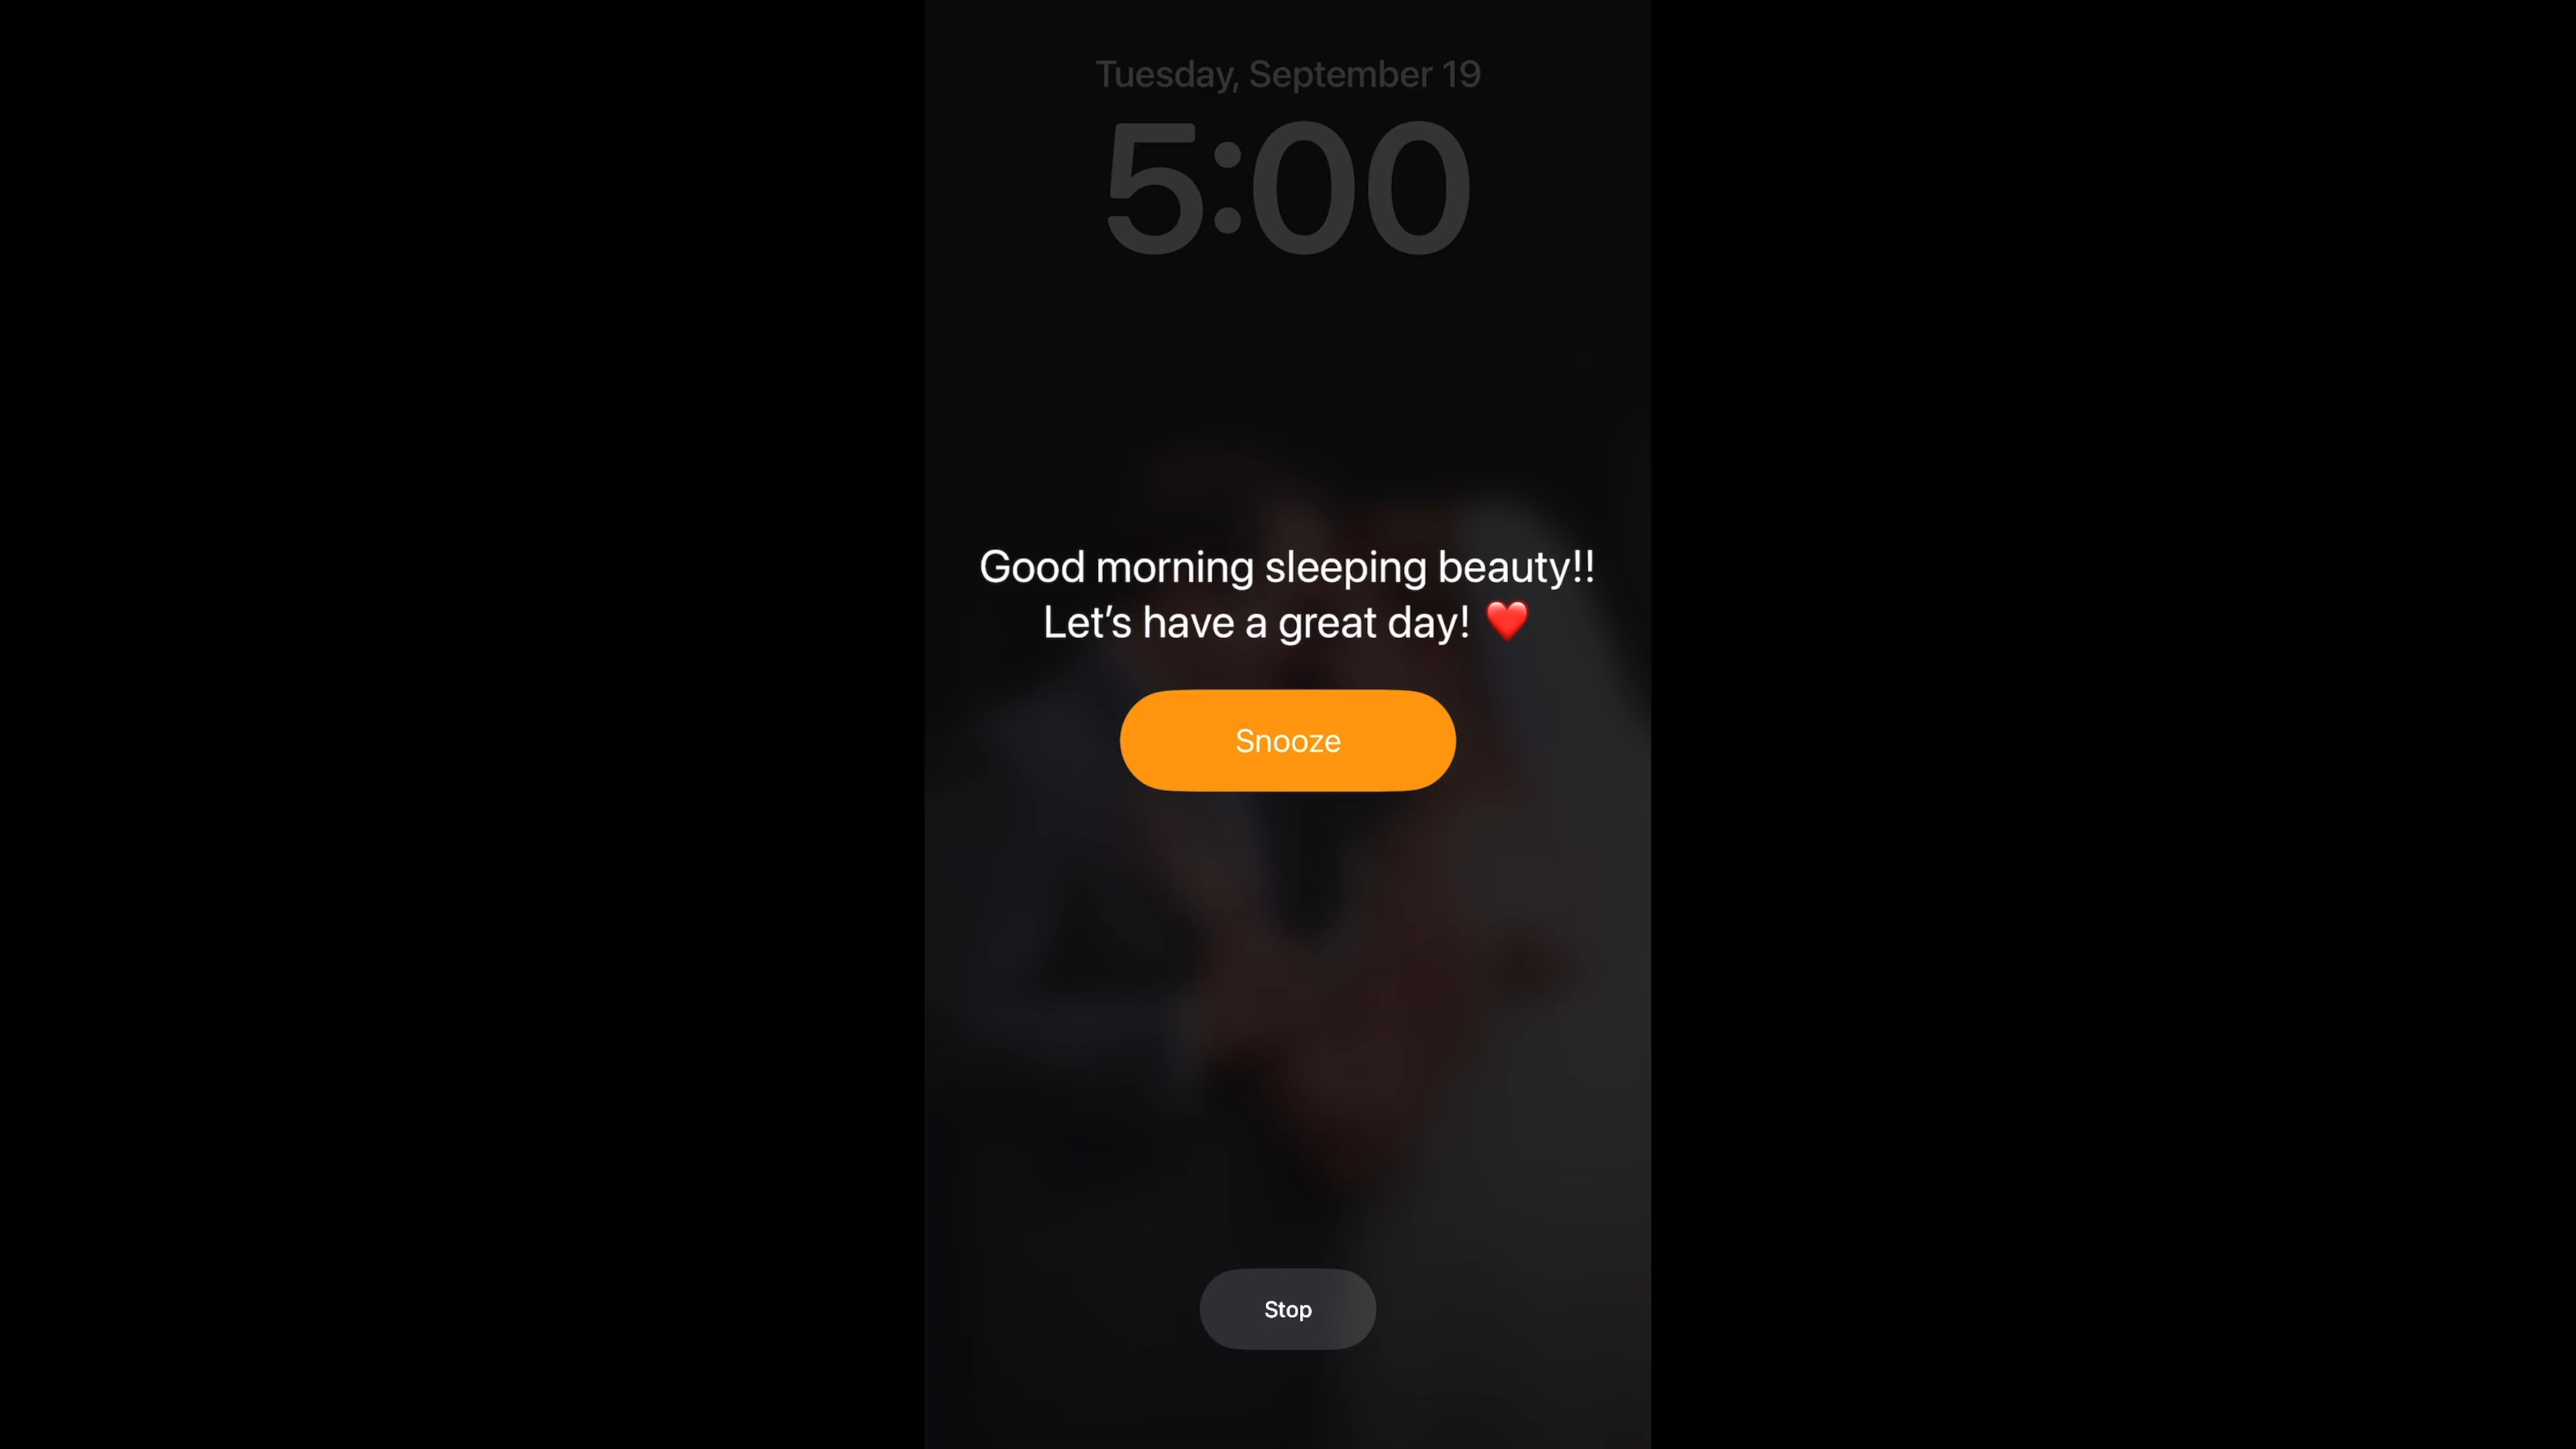 Tuesday, September 19
5:00
Good morning sleeping beauty!!
Let’s have a great day! ❤️
Snooze
Stop